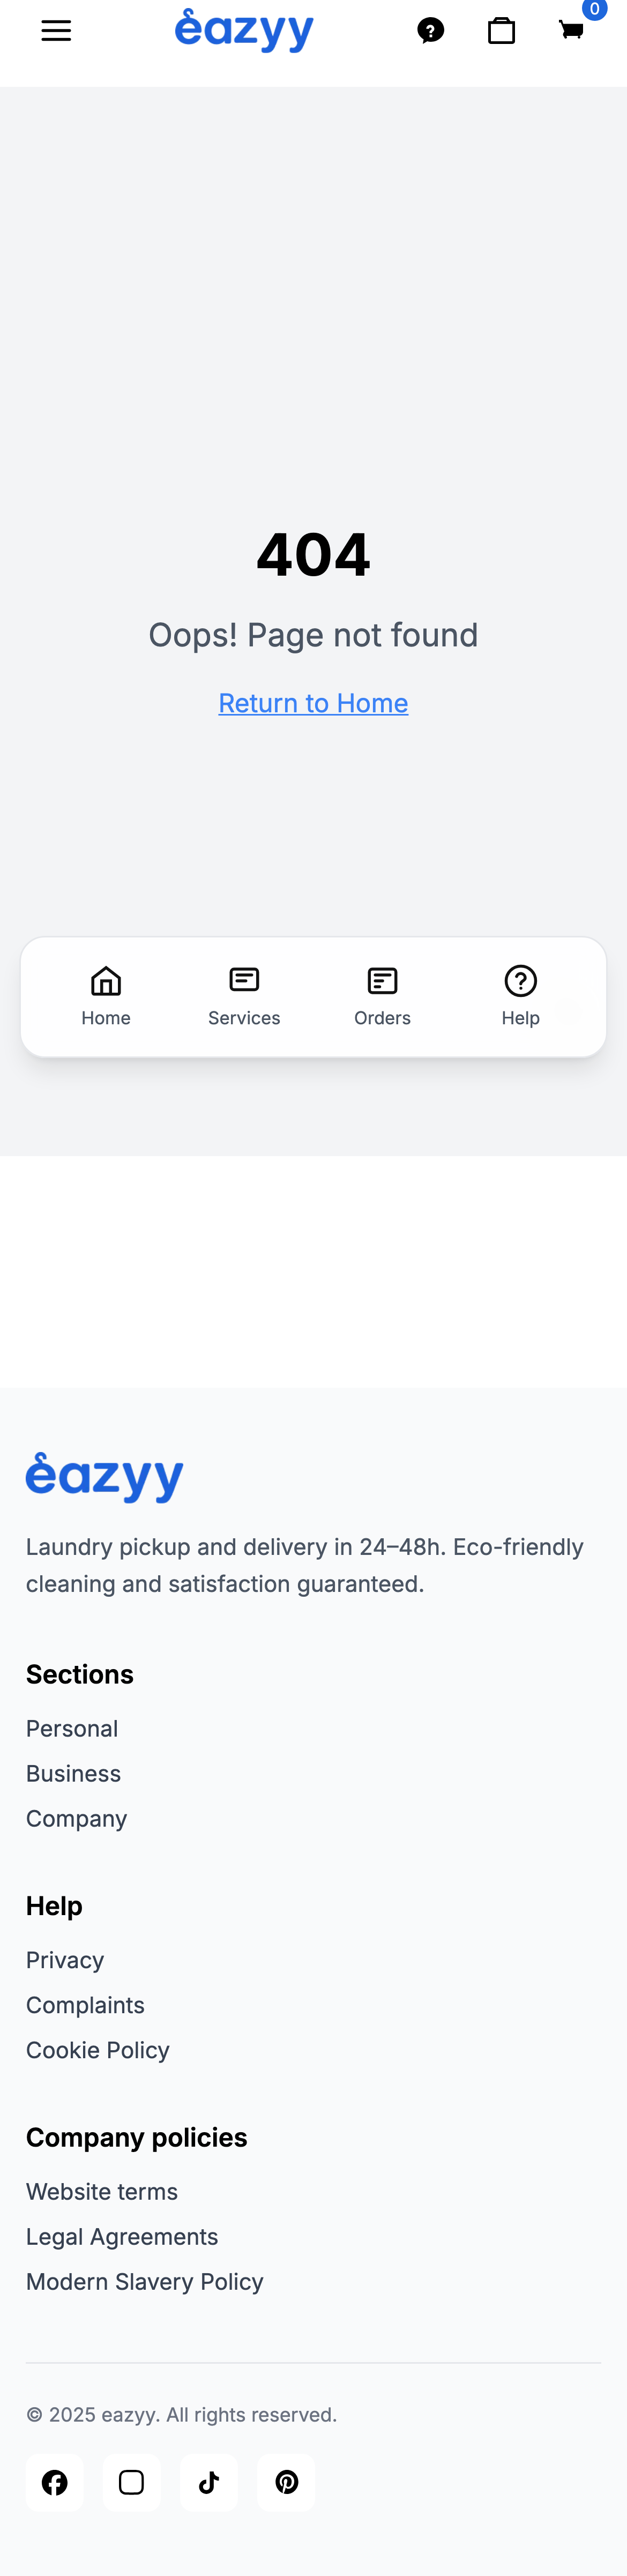 eazyy
0
404
Oops! Page not found
Return to Home
Home
Services
Orders
Help
eazyy
Laundry pickup and delivery in 24–48h. Eco-friendly
cleaning and satisfaction guaranteed.
Sections
Personal
Business
Company
Help
Privacy
Complaints
Cookie Policy
Company policies
Website terms
Legal Agreements
Modern Slavery Policy
© 2025 eazyy. All rights reserved.